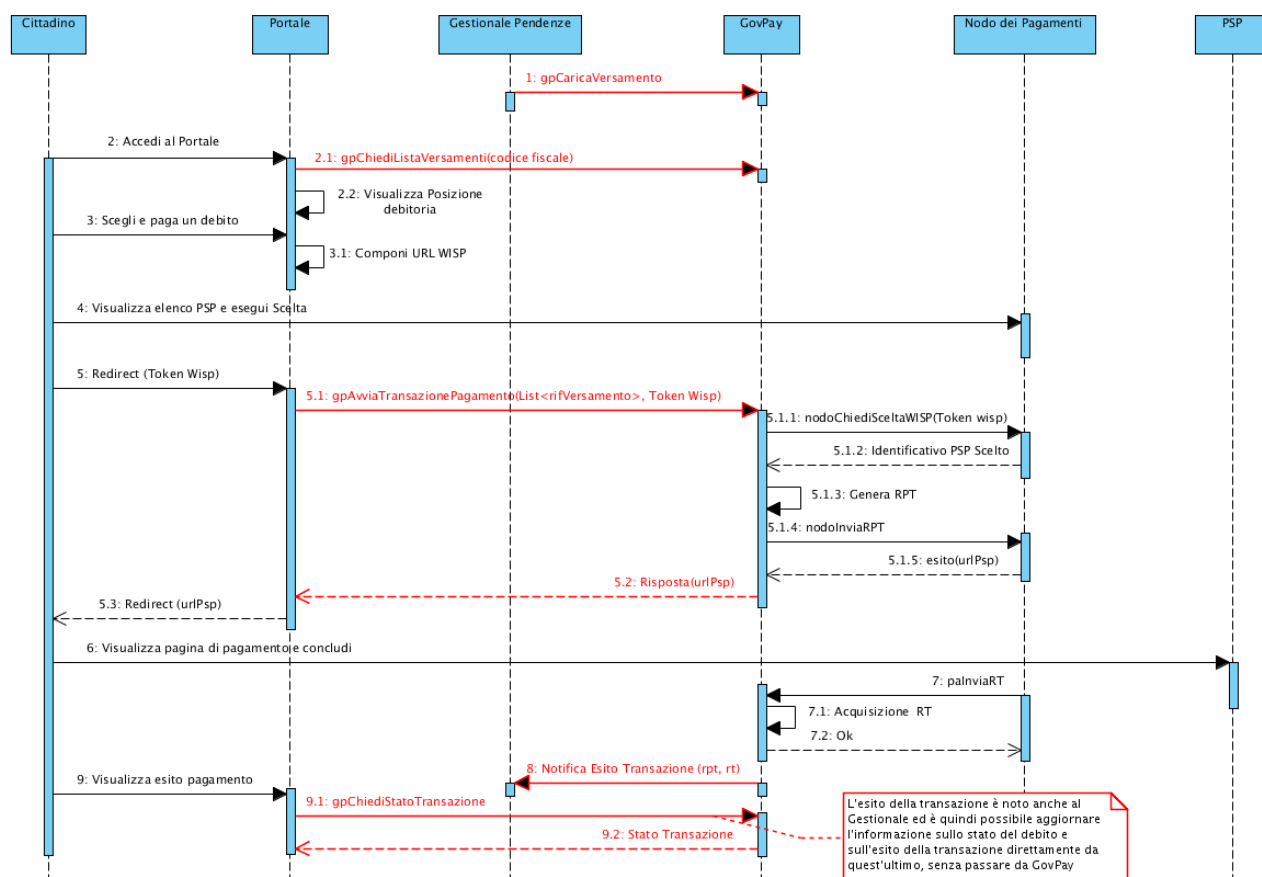 Cittadino
Portale
Gestionale Pendenze
GovPay
Nodo dei Pagamenti
PSP
1: gpCaricaVersamento
2: Accedi al Portale
2.1: gpChiediListaVersamenti(codice fiscale)
2.2: Visualizza Posizione
debitoria
3: Scegli e paga un debito
3.1: Componi URL WISP
4: Visualizza elenco PSP e esegui Scelta
5: Redirect (Token Wisp)
5.1: gpAvviaTransazionePagamento(List<rifVersamento>, Token Wisp)
5.1.1: nodoChiediSceltaWISP(Token wisp)
5.1.2: Identificativo PSP Scelto
5.1.3: Genera RPT
5.1.4: nodoInviaRPT
5.1.5: esito(urlPsp)
5.2: Risposta(urlPsp)
5.3: Redirect (urlPsp)
6: Visualizza pagina di pagamento e concludi
7: paInviaRT
7.1: Acquisizione RT
7.2: Ok
8: Notifica Esito Transazione (rpt, rt)
9: Visualizza esito pagamento
9.1: gpChiediStatoTransazione
9.2: Stato Transazione
L'esito della transazione è noto anche al
Gestionale ed è quindi possibile aggiornare
l'informazione sullo stato del debito e
sull'esito della transazione direttamente da
quest'ultimo, senza passare da GovPay